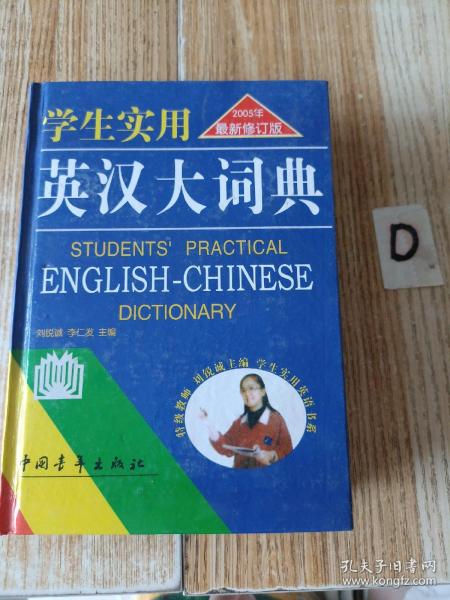 2005年
最新修订版
学生实用
英汉大词典
STUDENTS' PRACTICAL
ENGLISH-CHINESE
DICTIONARY
刘锐诚 李仁发 主编
特级教师 刘锐诚主编 学生实用英语书系
中国青年出版社
D
孔夫子旧书网
www.kongfz.com